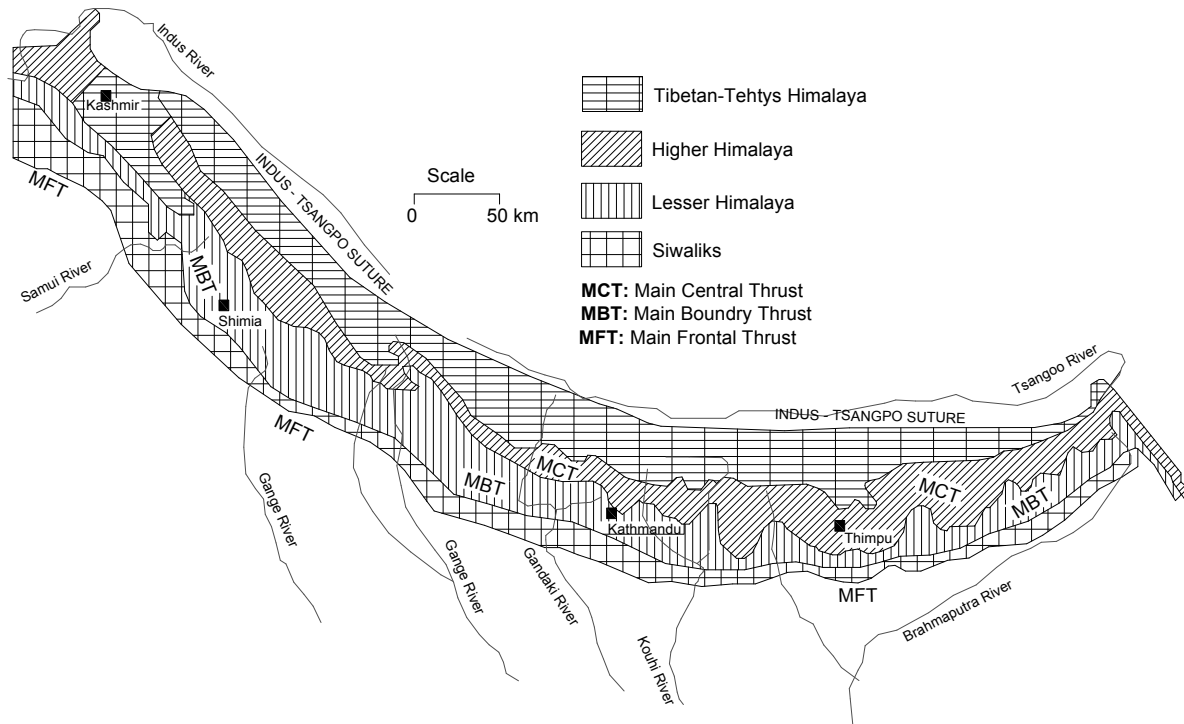 Indus River
Kashmir
MFT
INDUS - TSANGPO SUTURE
Scale
0 50 km
Tibetan-Tehtys Himalaya
Higher Himalaya
Lesser Himalaya
Siwaliks
MCT: Main Central Thrust
MBT: Main Boundry Thrust
MFT: Main Frontal Thrust
Samui River
MBT
Shimia
MFT
Tsangoo River
INDUS - TSANGPO SUTURE
MCT
MBT
MCT
MBT
Kathmandu
Thimpu
Gange River
Gange River
Gandaki River
Kouhi River
MFT
Brahmaputra River